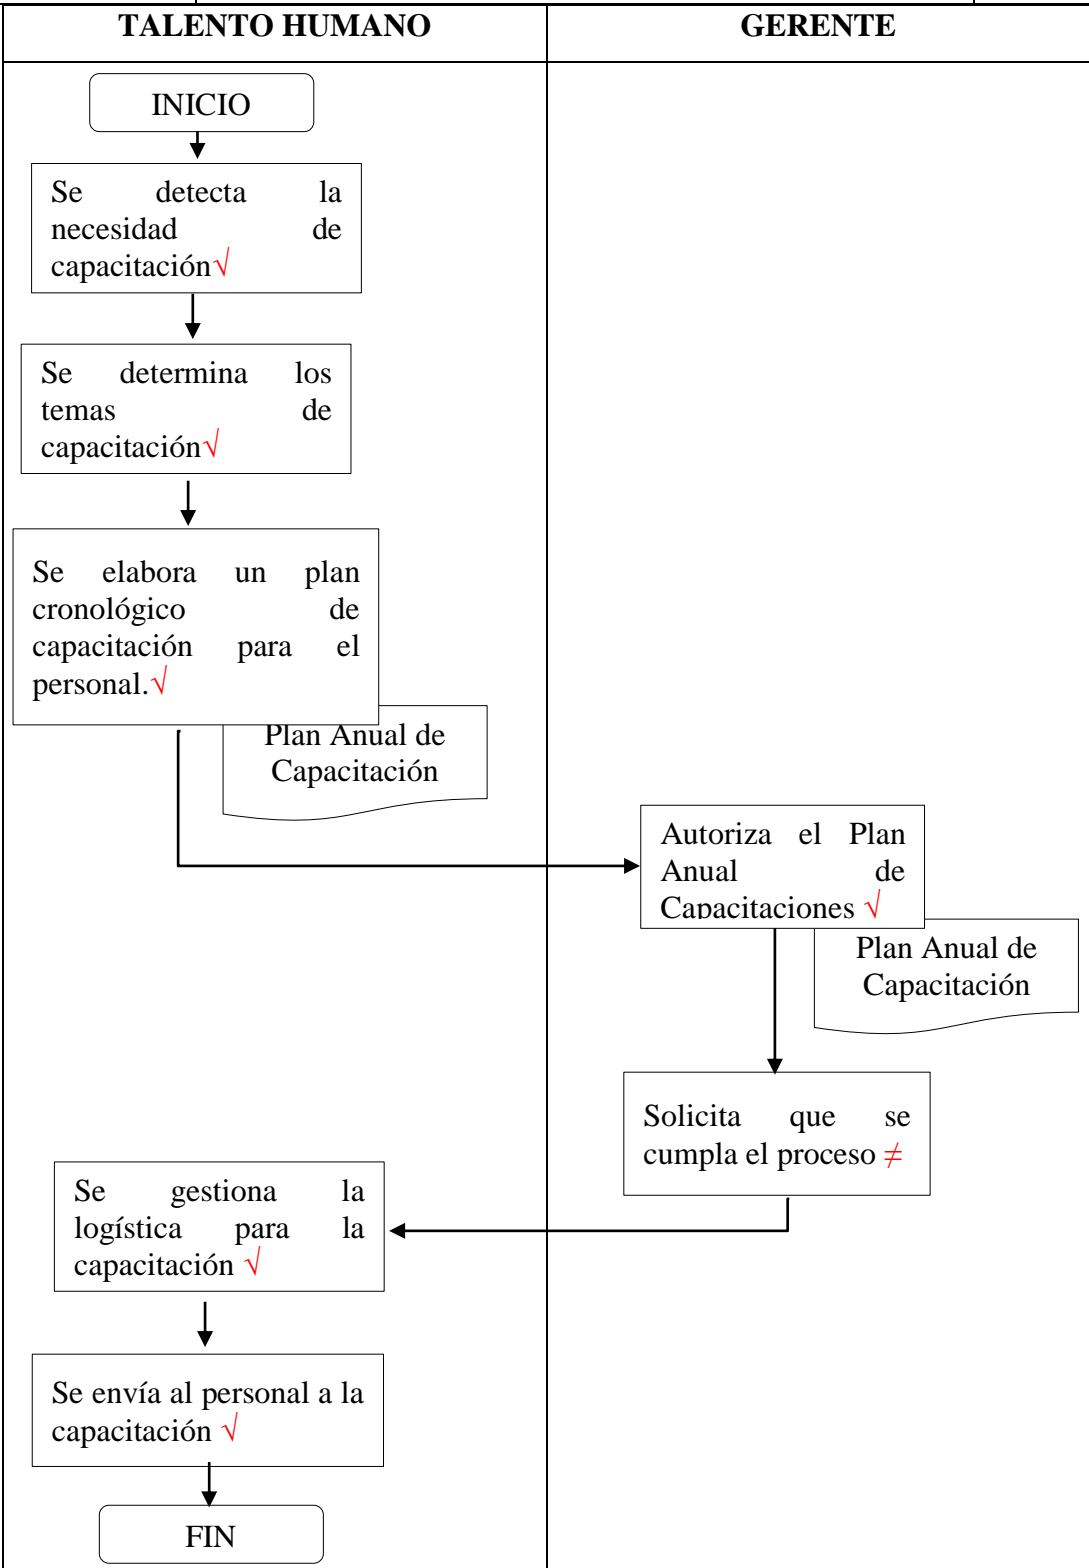 TALENTO HUMANO
GERENTE
INICIO
Se detecta la
necesidad de
capacitación√
Se determina los
temas de
capacitación√
Se elabora un plan
cronológico de
capacitación para el
personal.√
Plan Anual de
Capacitación
Autoriza el Plan
Anual de
Capacitaciones √
Plan Anual de
Capacitación
Solicita que se
cumpla el proceso ≠
Se gestiona la
logística para la
capacitación √
Se envía al personal a la
capacitación √
FIN